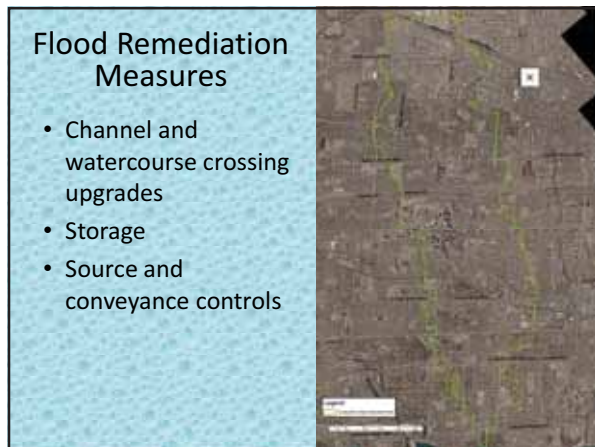 Flood Remediation
Measures
• Channel and
watercourse crossing
upgrades
• Storage
• Source and
conveyance controls